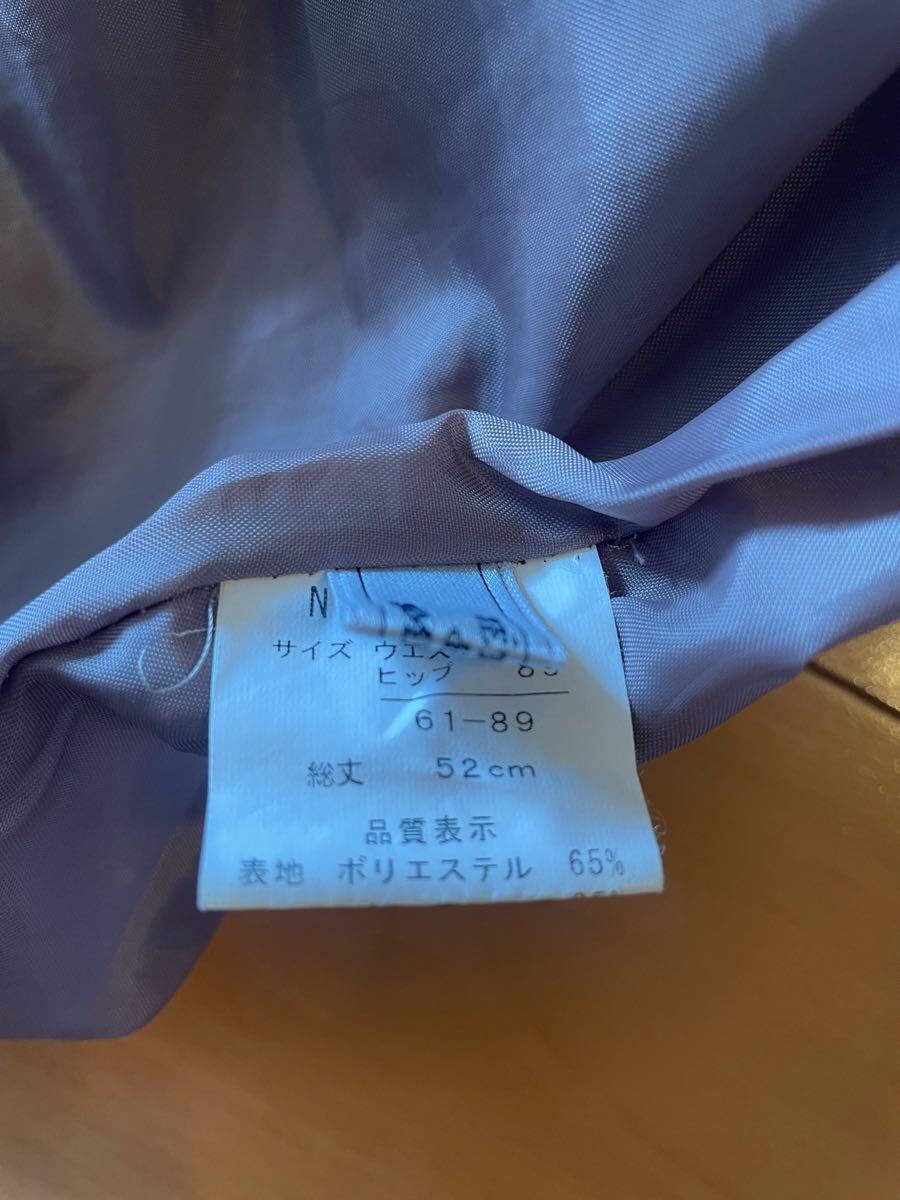 N
サイズ ウエス
ヒップ 89
61-89
総丈 52cm
品質表示
表地 ポリエステル 65%